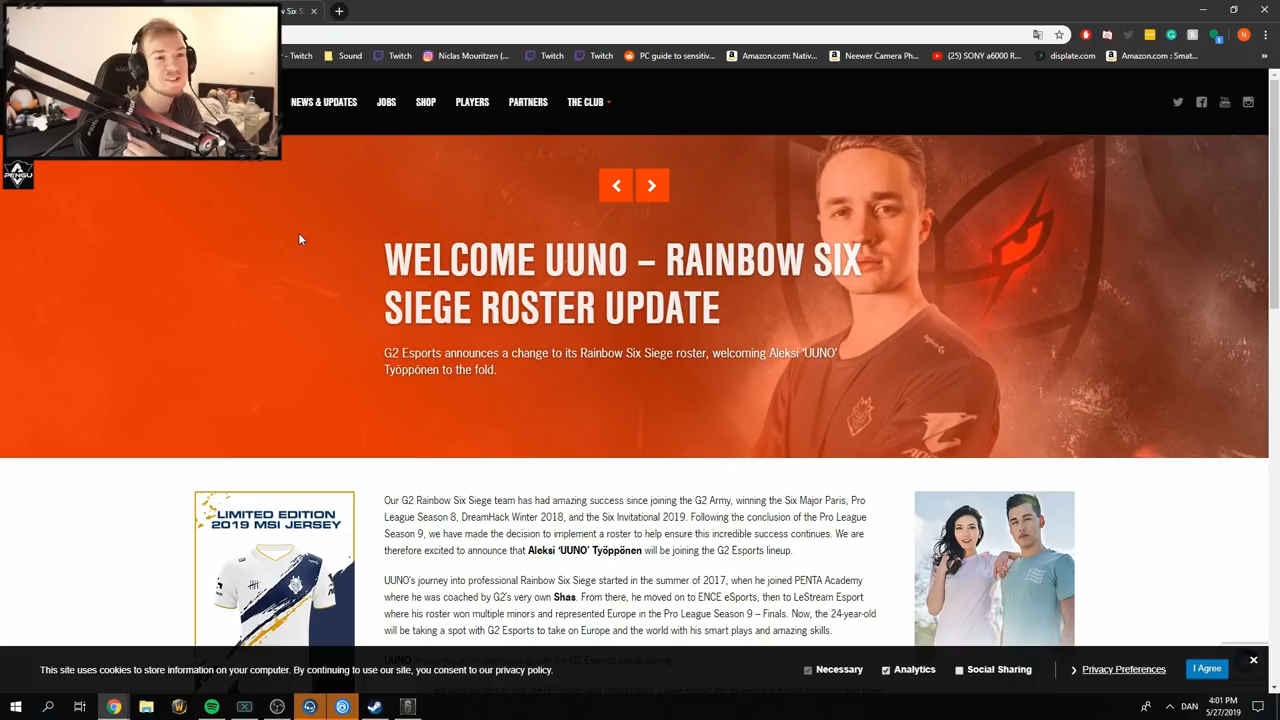 ow Six S
- Twitch
Sound
Twitch
Niclas Mouritzen (...
Twitch
Twitch
PC guide to sensitiv...
Amazon.com: Nativ...
Neewer Camera Ph...
(25) SONY a6000 R...
displate.com
Amazon.com : Smat...
NEWS & UPDATES
JOBS
SHOP
PLAYERS
PARTNERS
THE CLUB
PENGU
WELCOME UUNO – RAINBOW SIX
SIEGE ROSTER UPDATE
G2 Esports announces a change to its Rainbow Six Siege roster, welcoming Aleksi ‘UUNO’
Työppönen to the fold.
LIMITED EDITION
2019 MSI JERSEY
Our G2 Rainbow Six Siege team has had amazing success since joining the G2 Army, winning the Six Major Paris, Pro
League Season 8, DreamHack Winter 2018, and the Six Invitational 2019. Following the conclusion of the Pro League
Season 9, we have made the decision to implement a roster to help ensure this incredible success continues. We are
therefore excited to announce that Aleksi ‘UUNO’ Työppönen will be joining the G2 Esports lineup.
UUNO’s journey into professional Rainbow Six Siege started in the summer of 2017, when he joined PENTA Academy
where he was coached by G2’s very own Shas. From there, he moved on to ENCE eSports, then to LeStream Esport
where his roster won multiple minors and represented Europe in the Pro League Season 9 – Finals. Now, the 24-year-old
will be taking a spot with G2 Esports to take on Europe and the world with his smart plays and amazing skills.
UUNO
the G2 Esports lineup saying:
This site uses cookies to store information on your computer. By continuing to use our site, you consent to our privacy policy.
Necessary
Analytics
Social Sharing
Privacy Preferences
I Agree
DAN
4:01 PM
5/27/2019